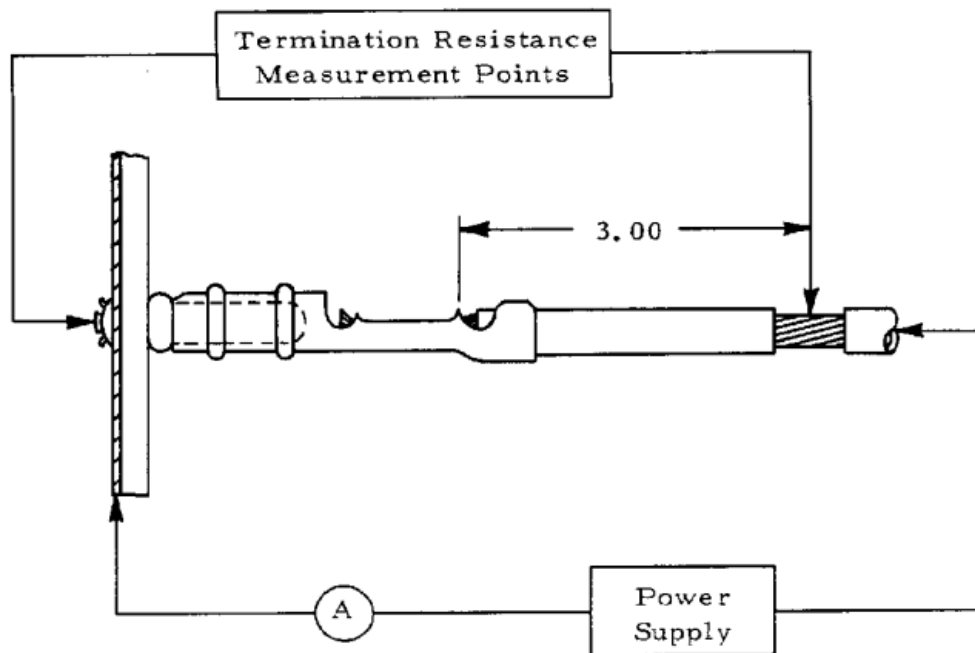 Termination Resistance
Measurement Points
3.00
A
Power
Supply